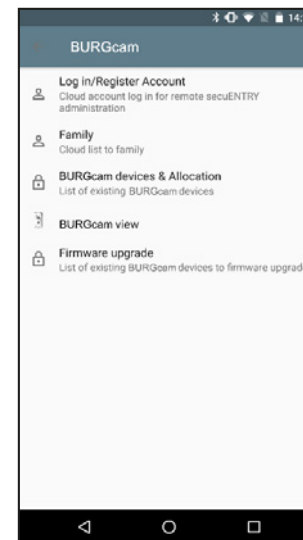 14:
BURGcam
Log in/Register Account
Cloud account log in for remote secuENTRY
administration
Family
Cloud list to family
BURGcam devices & Allocation
List of existing BURGcam devices
BURGcam view
Firmware upgrade
List of existing BURGcam devices to firmware upgrad